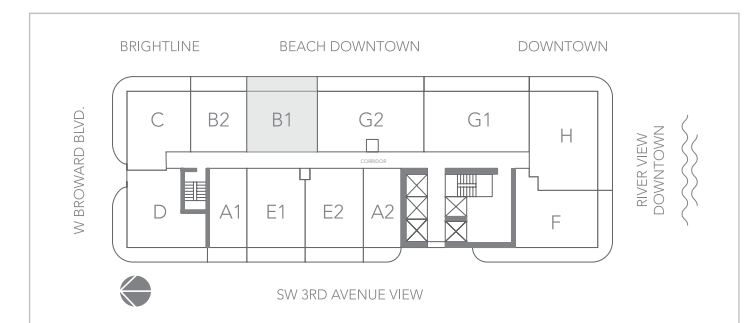 BRIGHTLINE BEACH DOWNTOWN DOWNTOWN
W BROWARD BLVD.
C B2 B1 G2 G1 H
CORRIDOR
D A1 E1 E2 A2 F
RIVER VIEW
DOWNTOWN
SW 3RD AVENUE VIEW